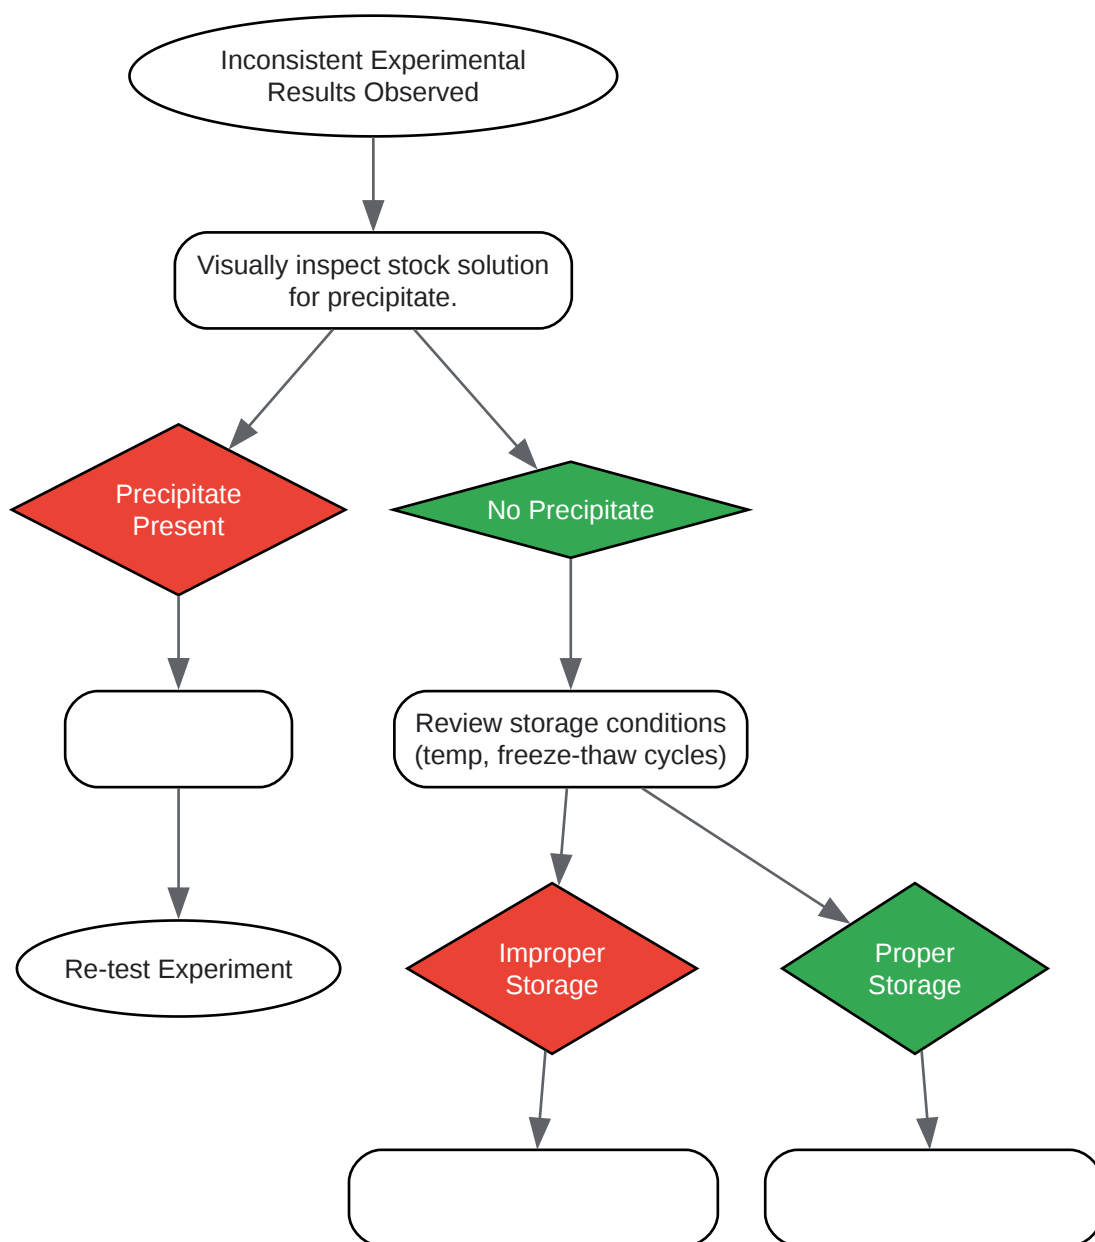 Inconsistent Experimental
Results Observed
Visually inspect stock solution
for precipitate.
Precipitate
Present
No Precipitate
Review storage conditions
(temp, freeze-thaw cycles)
Re-test Experiment
Improper
Storage
Proper
Storage